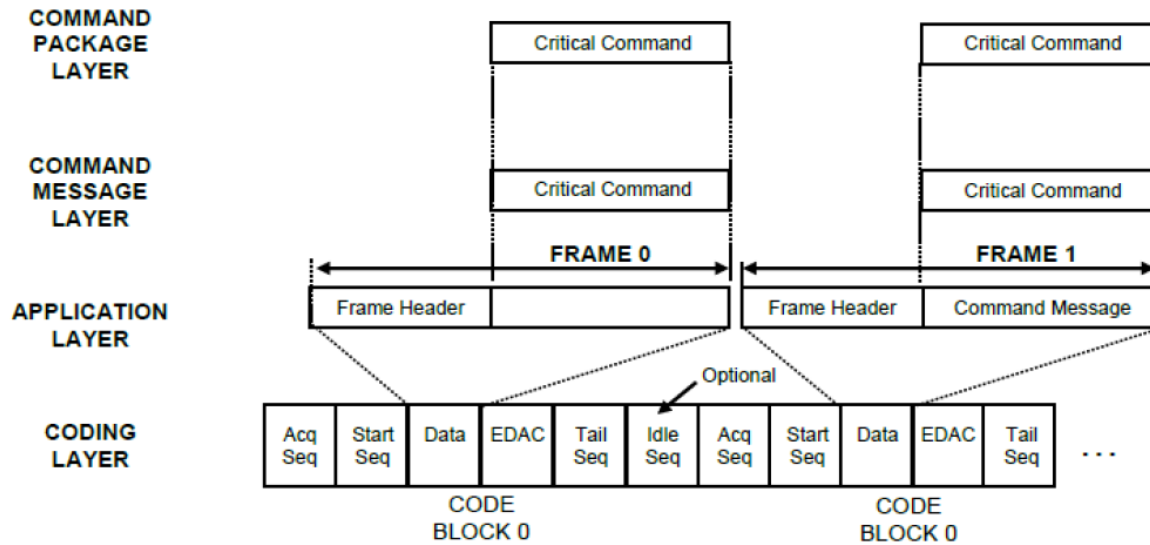 COMMAND
PACKAGE
LAYER
Critical Command
Critical Command
COMMAND
MESSAGE
LAYER
Critical Command
Critical Command
FRAME 0
FRAME 1
APPLICATION
LAYER
Frame Header
Frame Header
Command Message
Optional
CODING
LAYER
Acq
Seq
Start
Seq
Data
EDAC
Tail
Seq
Idle
Seq
Acq
Seq
Start
Seq
Data
EDAC
Tail
Seq
. . .
CODE
BLOCK 0
CODE
BLOCK 0